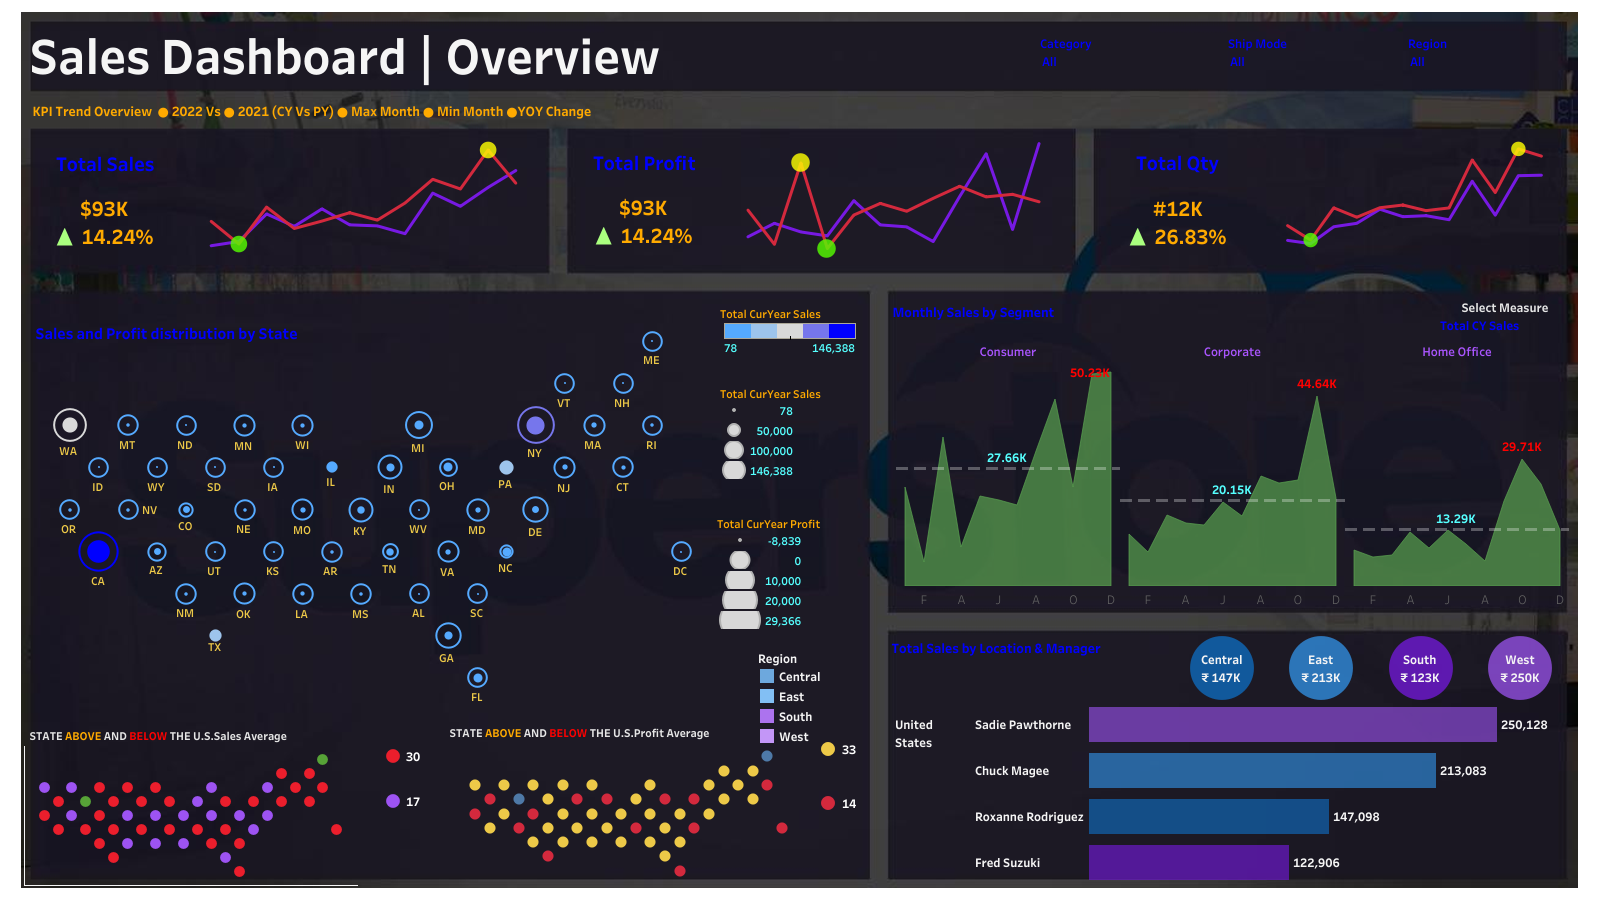 Sales Dashboard | Overview
Category
All
Ship Mode
All
Region
All
KPI Trend Overview ● 2022 Vs ● 2021 (CY Vs PY) ● Max Month ● Min Month ●YOY Change
Total Sales
$93K
▲ 14.24%
Total Profit
$93K
▲ 14.24%
Total Qty
#12K
▲ 26.83%
Sales and Profit distribution by State
ME
VT
NH
WA
MT
ND
MN
WI
MI
NY
MA
RI
ID
WY
SD
IA
IL
IN
OH
PA
NJ
CT
OR
NV
CO
NE
MO
KY
WV
MD
DE
CA
AZ
UT
KS
AR
TN
VA
NC
DC
NM
OK
LA
MS
AL
SC
TX
GA
FL
Total CurYear Sales
78
146,388
Total CurYear Sales
78
50,000
100,000
146,388
Total CurYear Profit
-8,839
0
10,000
20,000
29,366
Region
Central
East
South
West
STATE ABOVE AND BELOW THE U.S.Sales Average
30
17
STATE ABOVE AND BELOW THE U.S.Profit Average
33
14
Monthly Sales by Segment
Select Measure
Total CY Sales
Consumer
Corporate
Home Office
50.23K
44.64K
29.71K
27.66K
20.15K
13.29K
F A J A O D F A J A O D F A J A O D
Total Sales by Location & Manager
Central
₹ 147K
East
₹ 213K
South
₹ 123K
West
₹ 250K
United
States
Sadie Pawthorne
250,128
Chuck Magee
213,083
Roxanne Rodriguez
147,098
Fred Suzuki
122,906